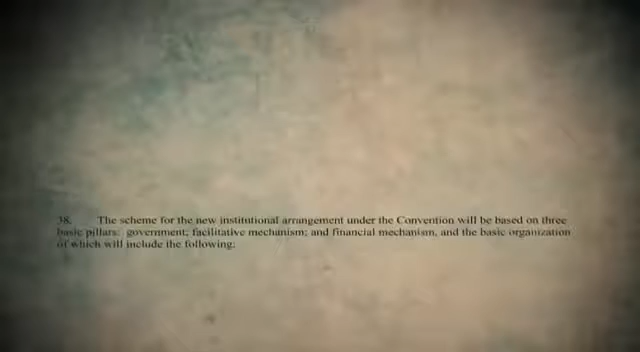 38. The scheme for the new institutional arrangement under the Convention will be based on three
basic pillars: government; facilitative mechanism; and financial mechanism, and the basic organization
of which will include the following: